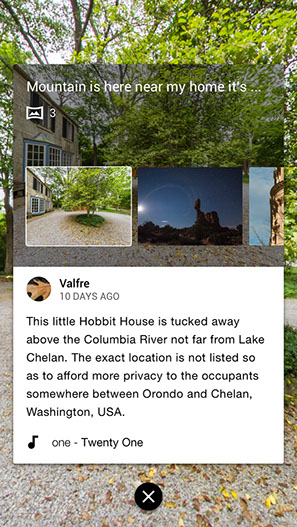 Mountain is here near my home it's ...
3
Valfre
10 DAYS AGO
This little Hobbit House is tucked away
above the Columbia River not far from Lake
Chelan. The exact location is not listed so
as to afford more privacy to the occupants
somewhere between Orondo and Chelan,
Washington, USA.
one - Twenty One